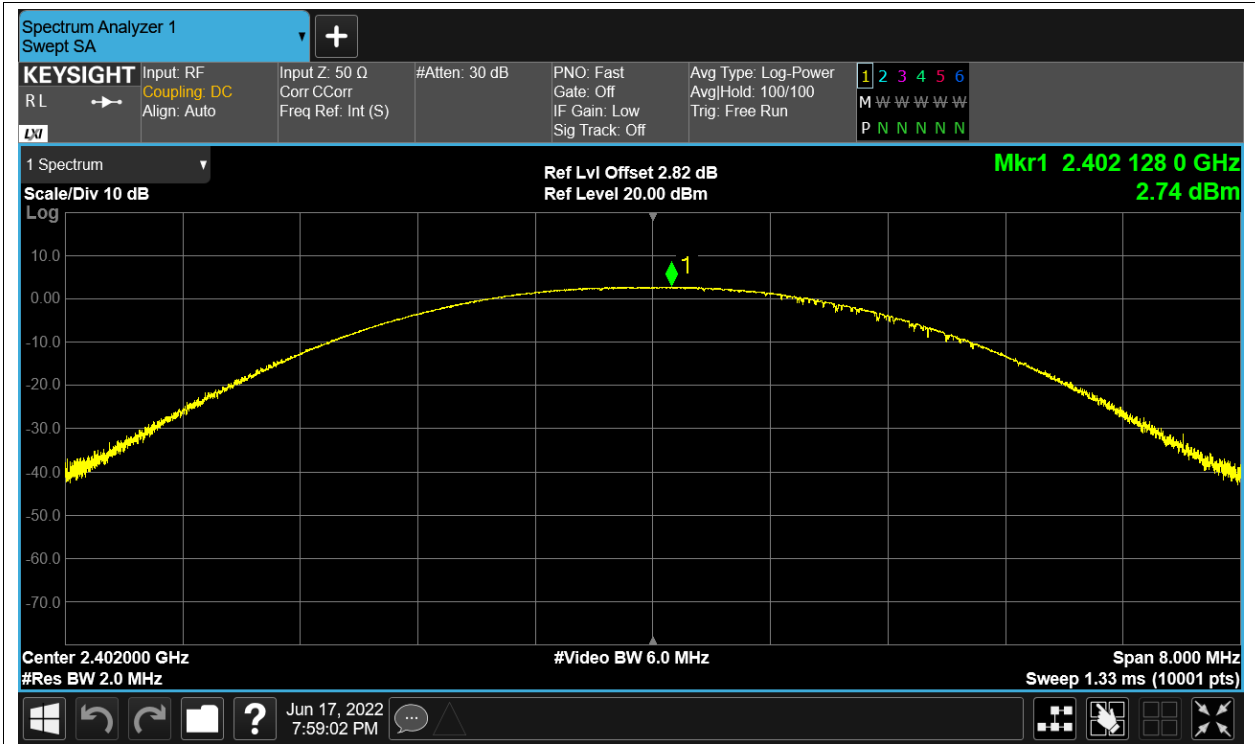 Spectrum Analyzer 1
Swept SA
KEYSIGHT
R L
LXI
Input: RF
Coupling: DC
Align: Auto
Input Z: 50 Ω
Corr CCorr
Freq Ref: Int (S)
#Atten: 30 dB
PNO: Fast
Gate: Off
IF Gain: Low
Sig Track: Off
Avg Type: Log-Power
Avg|Hold: 100/100
Trig: Free Run
1 2 3 4 5 6
M W W W W W
P N N N N N
1 Spectrum
Scale/Div 10 dB
Ref Lvl Offset 2.82 dB
Ref Level 20.00 dBm
Mkr1 2.402 128 0 GHz
2.74 dBm
Log
10.0
0.00
-10.0
-20.0
-30.0
-40.0
-50.0
-60.0
-70.0
1
Center 2.402000 GHz
#Video BW 6.0 MHz
Span 8.000 MHz
#Res BW 2.0 MHz
Sweep 1.33 ms (10001 pts)
?
Jun 17, 2022
7:59:02 PM